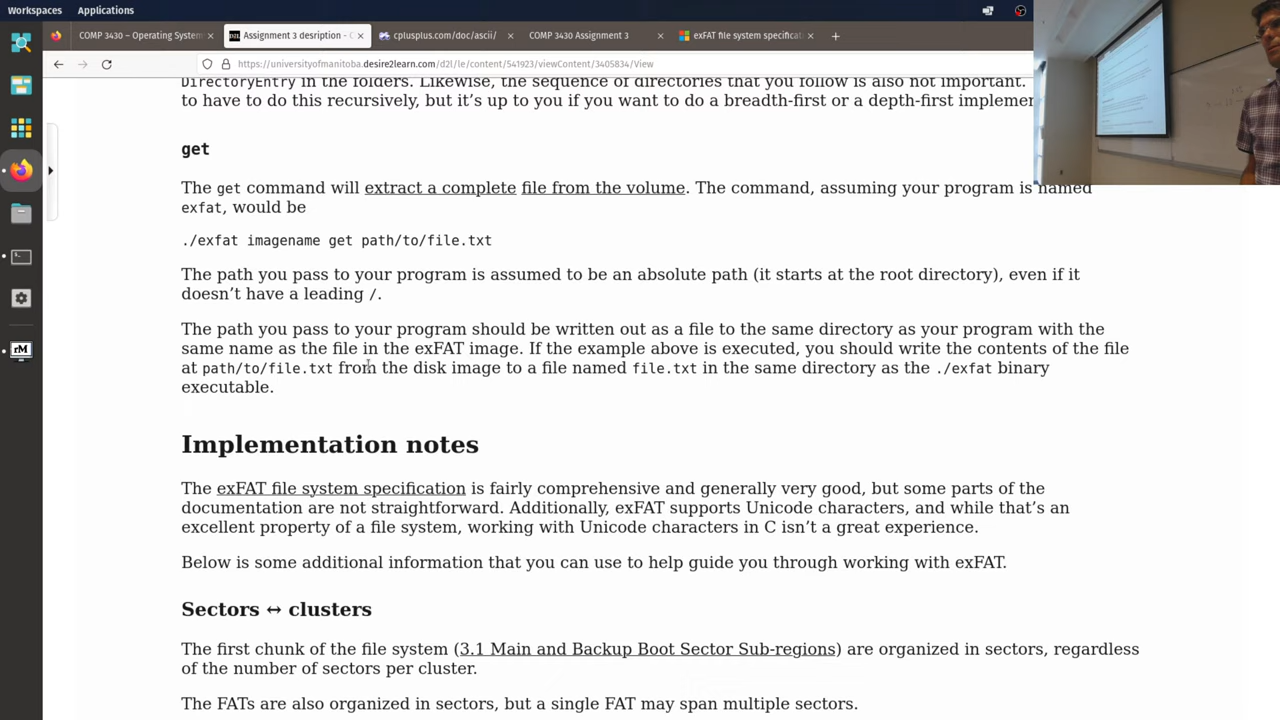 Workspaces Applications
COMP 3430 – Operating System
Assignment 3 desription -
cplusplus.com/doc/ascii/
COMP 3430 Assignment 3
exFAT file system specificat
https://universityofmanitoba.desire2learn.com/d2l/le/content/541923/viewContent/3405834/View
DirectoryEntry in the folders. Likewise, the sequence of directories that you follow is also not important.
to have to do this recursively, but it's up to you if you want to do a breadth-first or a depth-first implemen
get
The get command will extract a complete file from the volume. The command, assuming your program is named
exfat, would be
./exfat imagename get path/to/file.txt
The path you pass to your program is assumed to be an absolute path (it starts at the root directory), even if it
doesn't have a leading /.
The path you pass to your program should be written out as a file to the same directory as your program with the
same name as the file in the exFAT image. If the example above is executed, you should write the contents of the file
at path/to/file.txt from the disk image to a file named file.txt in the same directory as the ./exfat binary
executable.
Implementation notes
The exFAT file system specification is fairly comprehensive and generally very good, but some parts of the
documentation are not straightforward. Additionally, exFAT supports Unicode characters, and while that's an
excellent property of a file system, working with Unicode characters in C isn't a great experience.
Below is some additional information that you can use to help guide you through working with exFAT.
Sectors ↔ clusters
The first chunk of the file system (3.1 Main and Backup Boot Sector Sub-regions) are organized in sectors, regardless
of the number of sectors per cluster.
The FATs are also organized in sectors, but a single FAT may span multiple sectors.